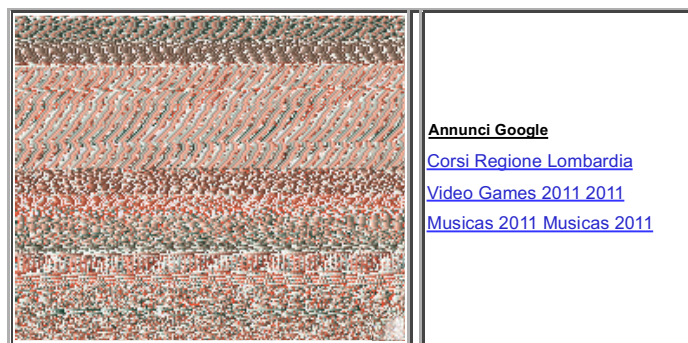 Annunci Google
Corsi Regione Lombardia
Video Games 2011 2011
Musicas 2011 Musicas 2011